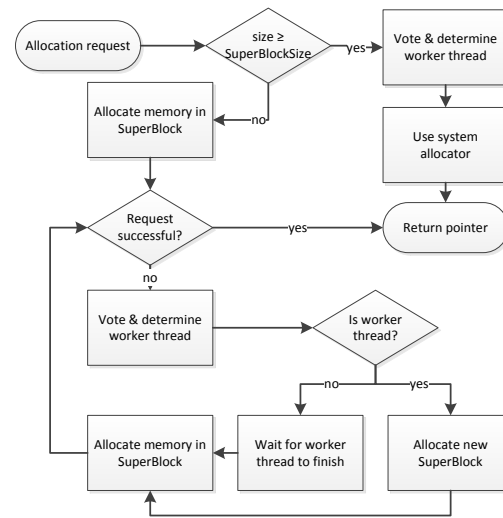 Allocation request
size ≥
SuperBlockSize
yes
Vote & determine
worker thread
no
Allocate memory in
SuperBlock
Use system
allocator
Request
successful?
yes
Return pointer
no
Vote & determine
worker thread
Is worker
thread?
no
yes
Allocate memory in
SuperBlock
Wait for worker
thread to finish
Allocate new
SuperBlock